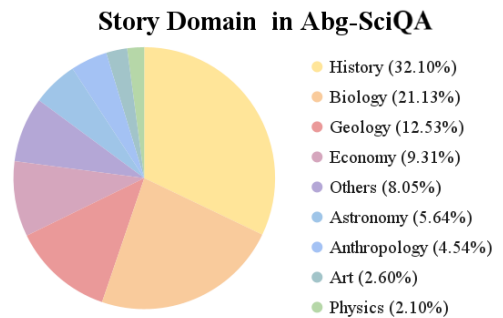 Story Domain in Abg-SciQA
History (32.10%)
Biology (21.13%)
Geology (12.53%)
Economy (9.31%)
Others (8.05%)
Astronomy (5.64%)
Anthropology (4.54%)
Art (2.60%)
Physics (2.10%)